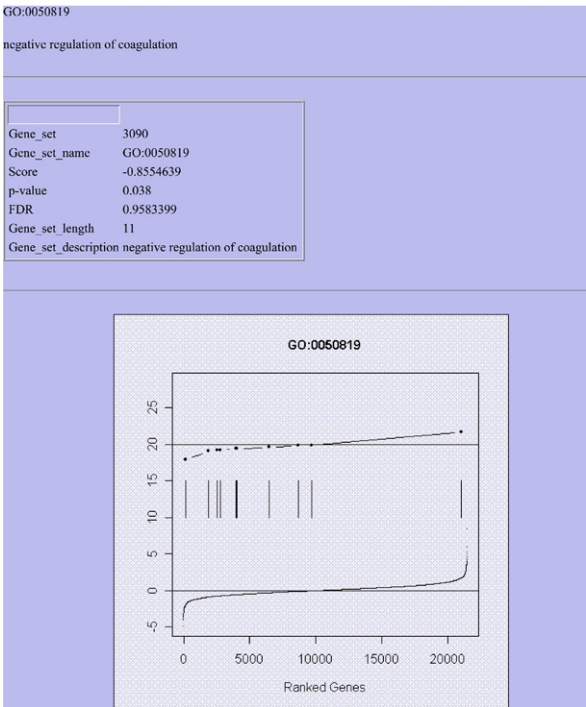 GO:0050819
negative regulation of coagulation
Gene_set 3090
Gene_set_name GO:0050819
Score -0.8554639
p-value 0.038
FDR 0.9583399
Gene_set_length 11
Gene_set_description negative regulation of coagulation
GO:0050819
25
20
15
10
5
0
-5
0 5000 10000 15000 20000
Ranked Genes